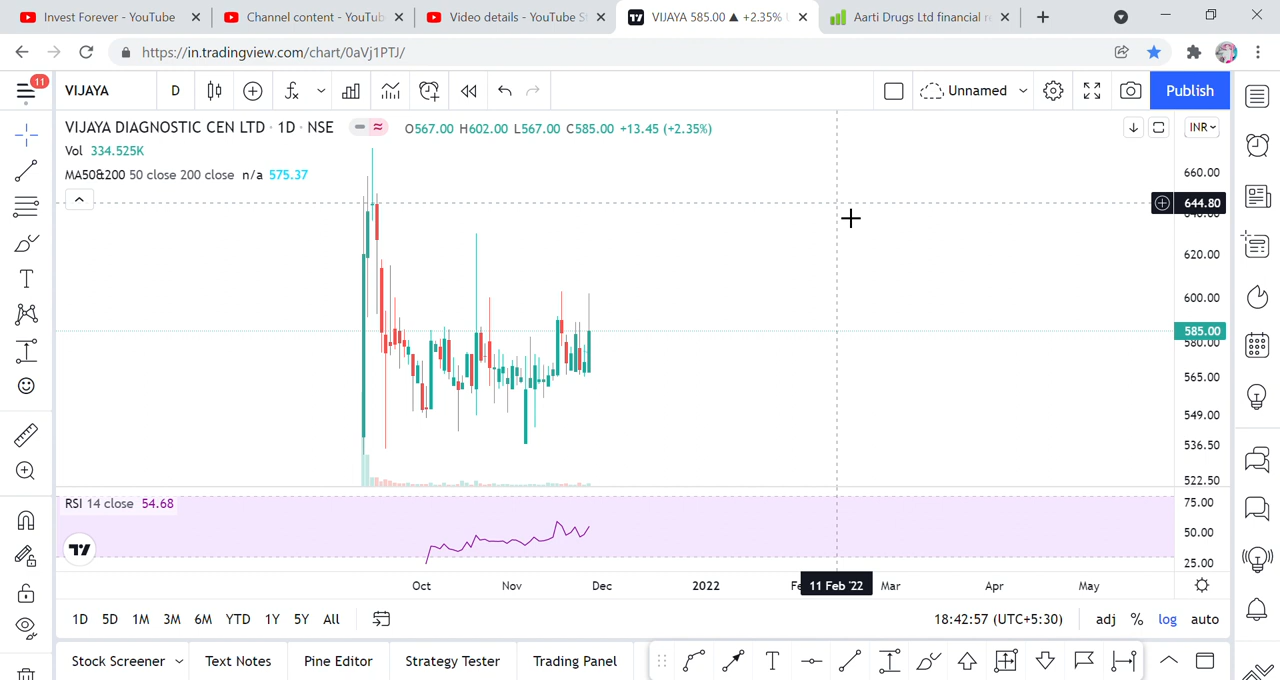 Invest Forever - YouTube
Channel content - YouTub
Video details - YouTube S
VIJAYA 585.00 ▲ +2.35%
Aarti Drugs Ltd financial r
https://in.tradingview.com/chart/0aVj1PTJ/
11
VIJAYA
D
Unnamed
Publish
VIJAYA DIAGNOSTIC CEN LTD · 1D · NSE
O567.00 H602.00 L567.00 C585.00 +13.45 (+2.35%)
INR
Vol 334.525K
MA50&200 50 close 200 close n/a 575.37
660.00
644.80
640.00
620.00
600.00
585.00
580.00
565.00
549.00
536.50
522.50
RSI 14 close 54.68
75.00
50.00
25.00
Oct Nov Dec 2022 Fe 11 Feb '22 Mar Apr May
1D 5D 1M 3M 6M YTD 1Y 5Y All
18:42:57 (UTC+5:30)
adj % log auto
Stock Screener
Text Notes
Pine Editor
Strategy Tester
Trading Panel